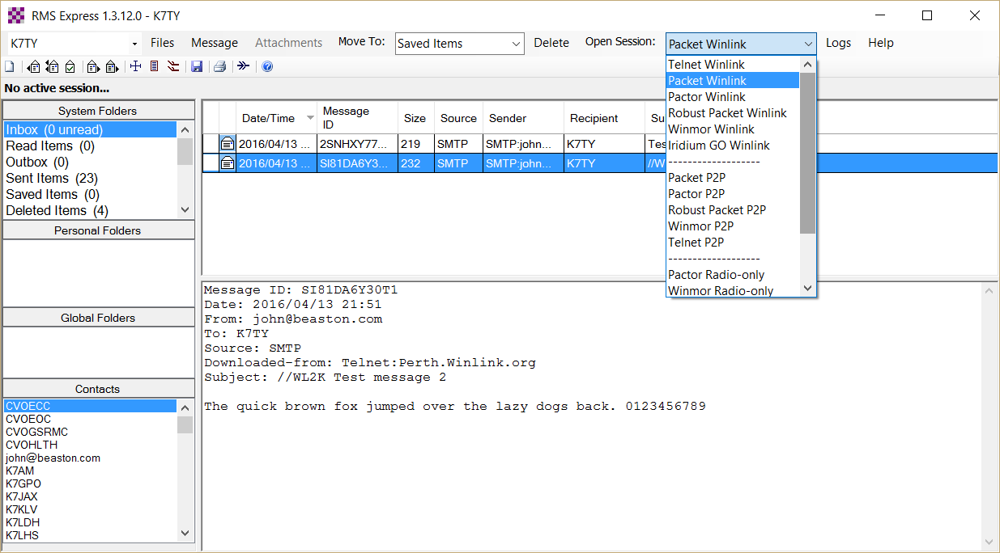 RMS Express 1.3.12.0 - K7TY
K7TY Files Message Attachments Move To: Saved Items Delete Open Session: Packet Winlink Logs Help
No active session...
System Folders
Inbox (0 unread)
Read Items (0)
Outbox (0)
Sent Items (23)
Saved Items (0)
Deleted Items (4)
Personal Folders
Global Folders
Contacts
CVOECC
CVOEOC
CVOGSRMC
CVOHLTH
john@beaston.com
K7AM
K7GPO
K7JAX
K7KLV
K7LDH
K7LHS
Date/Time Message ID Size Source Sender Recipient Su
2016/04/13 ... 2SNHXY77... 219 SMTP SMTP:john... K7TY Tes
2016/04/13 ... SI81DA6Y3... 232 SMTP SMTP:john... K7TY //W
Telnet Winlink
Packet Winlink
Pactor Winlink
Robust Packet Winlink
Winmor Winlink
Iridium GO Winlink
-------------------
Packet P2P
Pactor P2P
Robust Packet P2P
Winmor P2P
Telnet P2P
-------------------
Pactor Radio-only
Winmor Radio-only
Message ID: SI81DA6Y30T1
Date: 2016/04/13 21:51
From: john@beaston.com
To: K7TY
Source: SMTP
Downloaded-from: Telnet:Perth.Winlink.org
Subject: //WL2K Test message 2
The quick brown fox jumped over the lazy dogs back. 0123456789